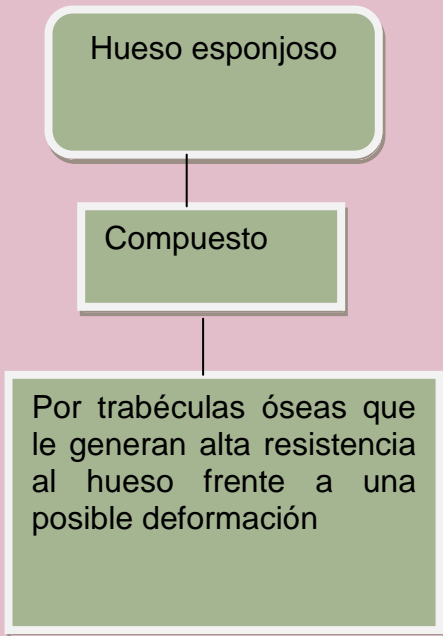 Hueso esponjoso
Compuesto
Por trabéculas óseas que
le generan alta resistencia
al hueso frente a una
posible deformación